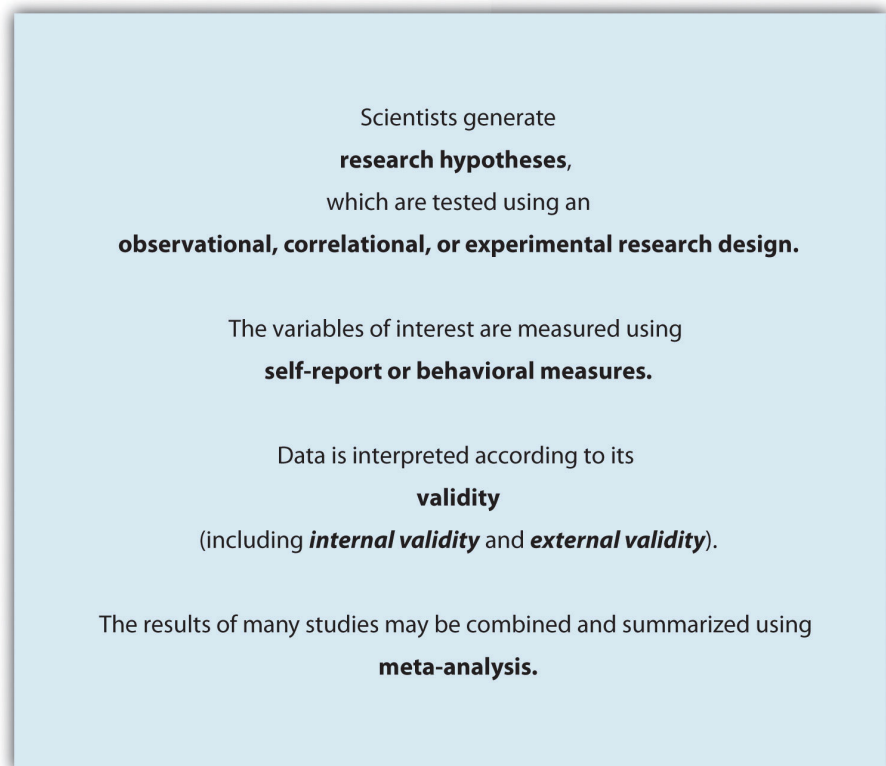 Scientists generate
research hypotheses,
which are tested using an
observational, correlational, or experimental research design.
The variables of interest are measured using
self-report or behavioral measures.
Data is interpreted according to its
validity
(including internal validity and external validity).
The results of many studies may be combined and summarized using
meta-analysis.